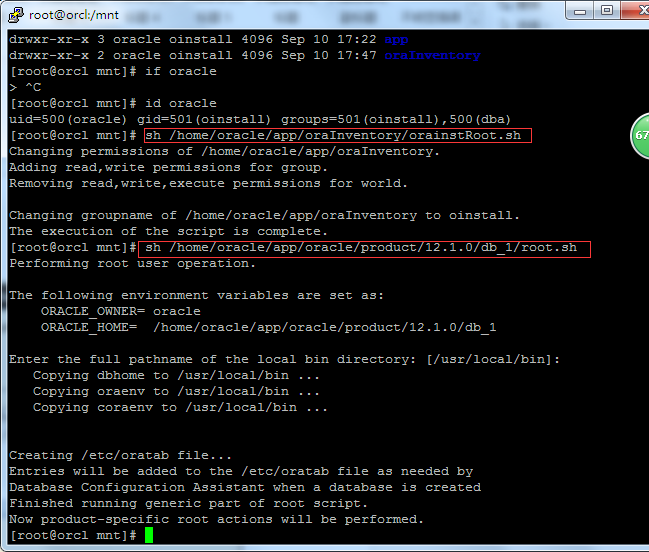 root@orcl:/mnt
drwxr-xr-x 3 oracle oinstall 4096 Sep 10 17:22 app
drwxr-xr-x 2 oracle oinstall 4096 Sep 10 17:47 oraInventory
[root@orcl mnt]# if oracle
> ^C
[root@orcl mnt]# id oracle
uid=500(oracle) gid=501(oinstall) groups=501(oinstall),500(dba)
[root@orcl mnt]# sh /home/oracle/app/oraInventory/orainstRoot.sh
Changing permissions of /home/oracle/app/oraInventory.
Adding read,write permissions for group.
Removing read,write,execute permissions for world.
Changing groupname of /home/oracle/app/oraInventory to oinstall.
The execution of the script is complete.
[root@orcl mnt]# sh /home/oracle/app/oracle/product/12.1.0/db_1/root.sh
Performing root user operation.
The following environment variables are set as:
ORACLE_OWNER= oracle
ORACLE_HOME=  /home/oracle/app/oracle/product/12.1.0/db_1
Enter the full pathname of the local bin directory: [/usr/local/bin]:
Copying dbhome to /usr/local/bin ...
Copying oraenv to /usr/local/bin ...
Copying coraenv to /usr/local/bin ...
Creating /etc/oratab file...
Entries will be added to the /etc/oratab file as needed by
Database Configuration Assistant when a database is created
Finished running generic part of root script.
Now product-specific root actions will be performed.
[root@orcl mnt]#
67